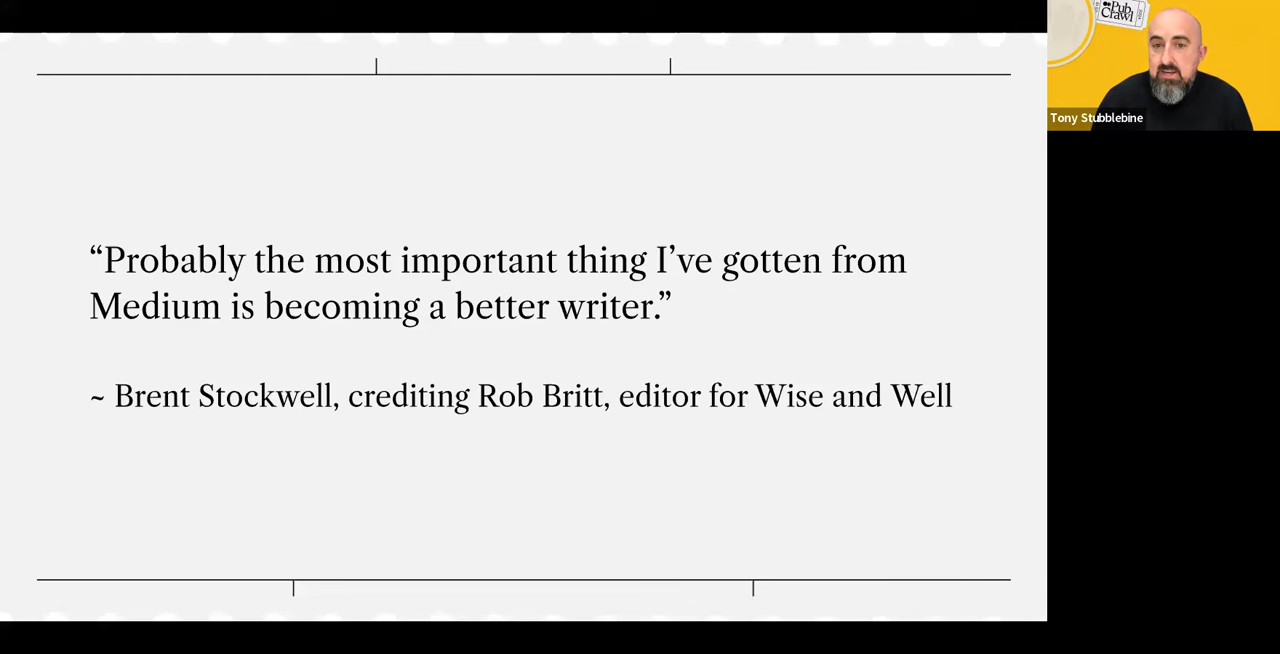 “Probably the most important thing I’ve gotten from
Medium is becoming a better writer.”
~ Brent Stockwell, crediting Rob Britt, editor for Wise and Well
Pub
Crawl
Tony Stubblebine